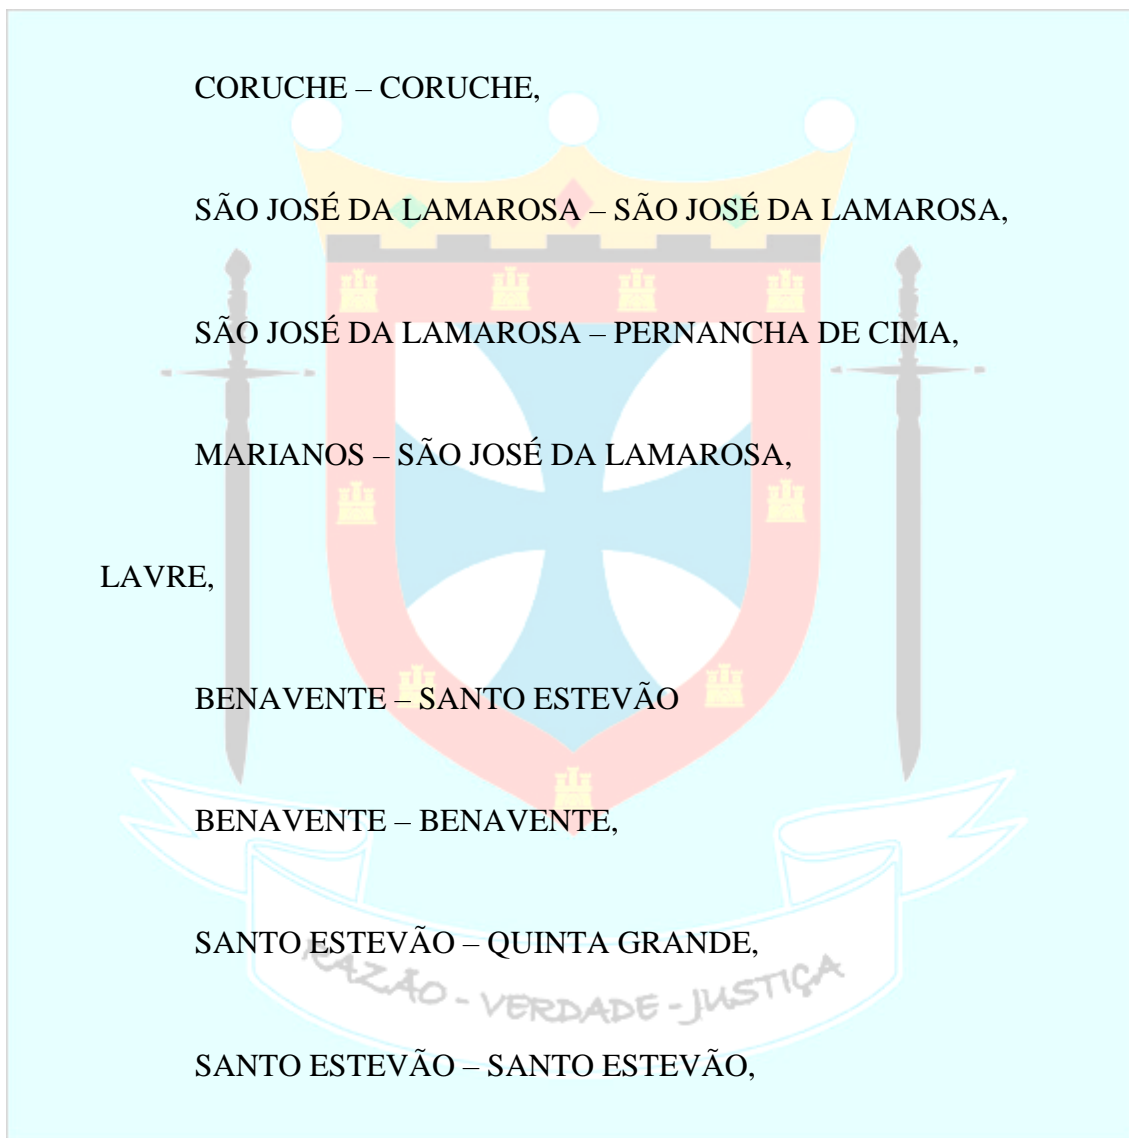 CORUCHE – CORUCHE,
SÃO JOSÉ DA LAMAROSA – SÃO JOSÉ DA LAMAROSA,
SÃO JOSÉ DA LAMAROSA – PERNANCHA DE CIMA,
MARIANOS – SÃO JOSÉ DA LAMAROSA,
LAVRE,
BENAVENTE – SANTO ESTEVÃO
BENAVENTE – BENAVENTE,
SANTO ESTEVÃO – QUINTA GRANDE,
RAZÃO - VERDADE - JUSTIÇA
SANTO ESTEVÃO – SANTO ESTEVÃO,